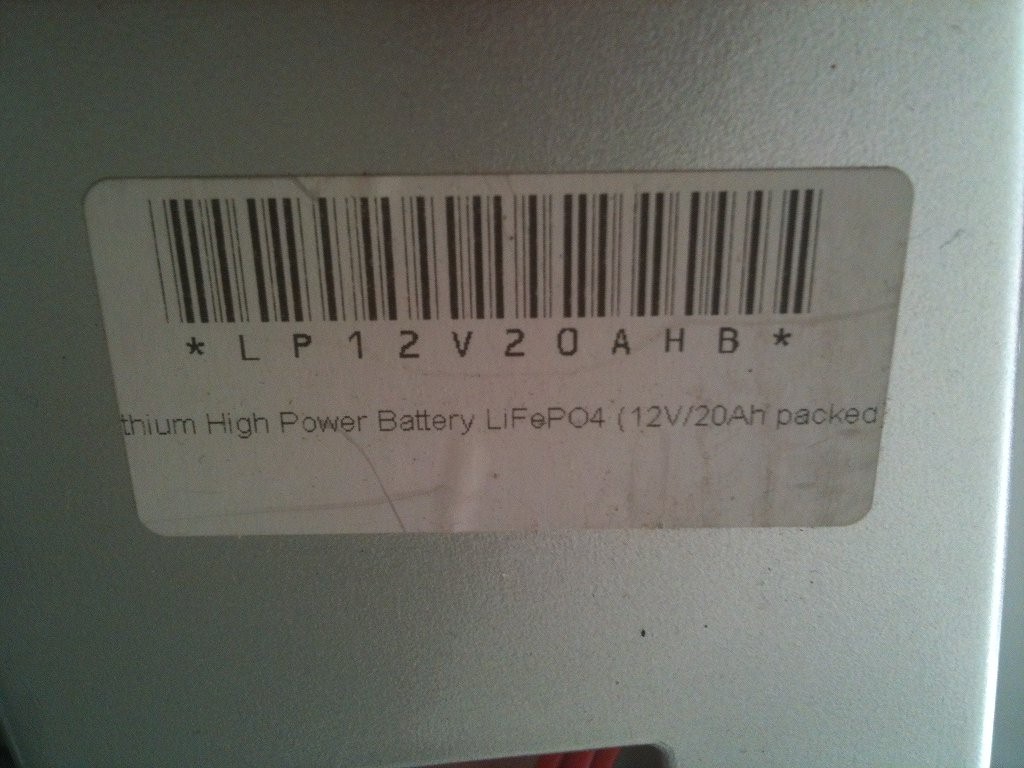 *LP12V20AHB*
thium High Power Battery LiFePO4 (12V/20Ah packed